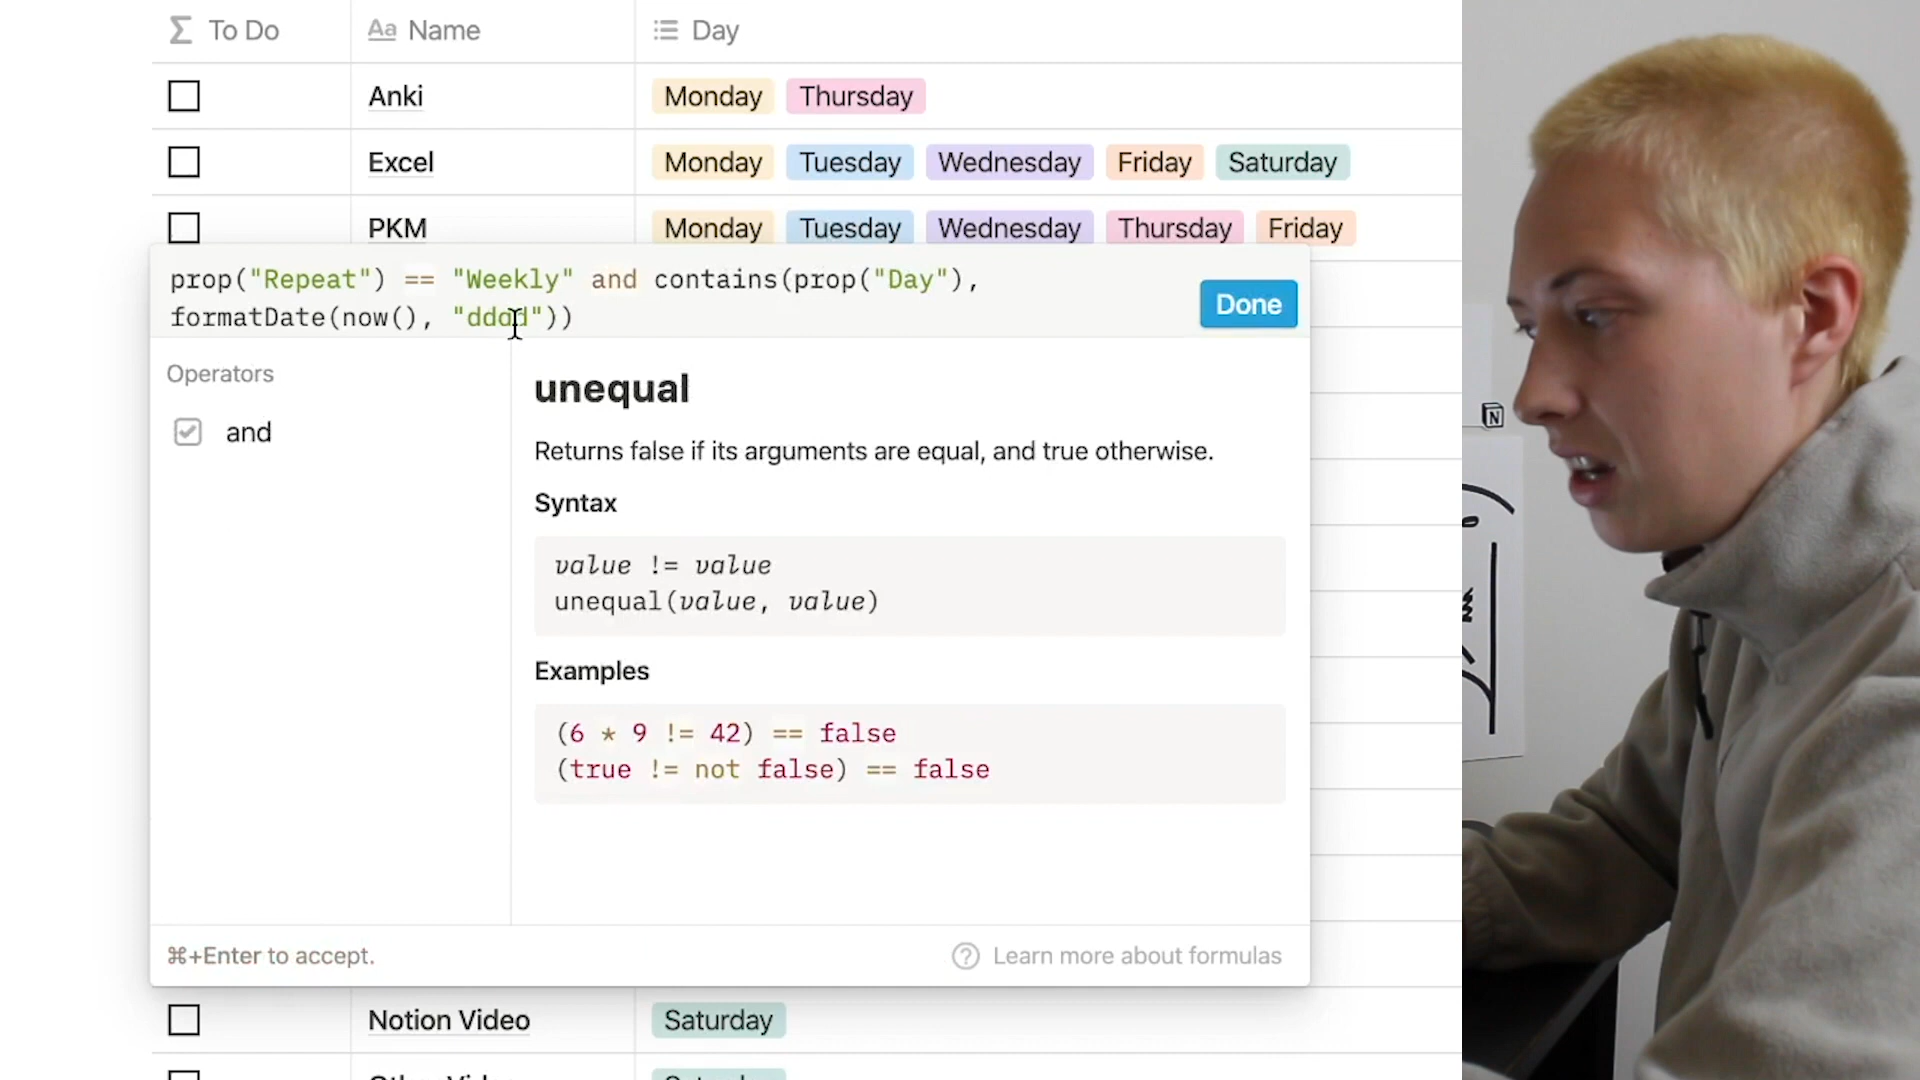 To Do Name Day
Anki Monday Thursday
Excel Monday Tuesday Wednesday Friday Saturday
PKM Monday Tuesday Wednesday Thursday Friday
prop("Repeat") == "Weekly" and contains(prop("Day"),
formatDate(now(), "dddd"))
Done
Operators
and
unequal
Returns false if its arguments are equal, and true otherwise.
Syntax
value != value
unequal(value, value)
Examples
(6 * 9 != 42) == false
(true != not false) == false
⌘+Enter to accept.
Learn more about formulas
Notion Video Saturday